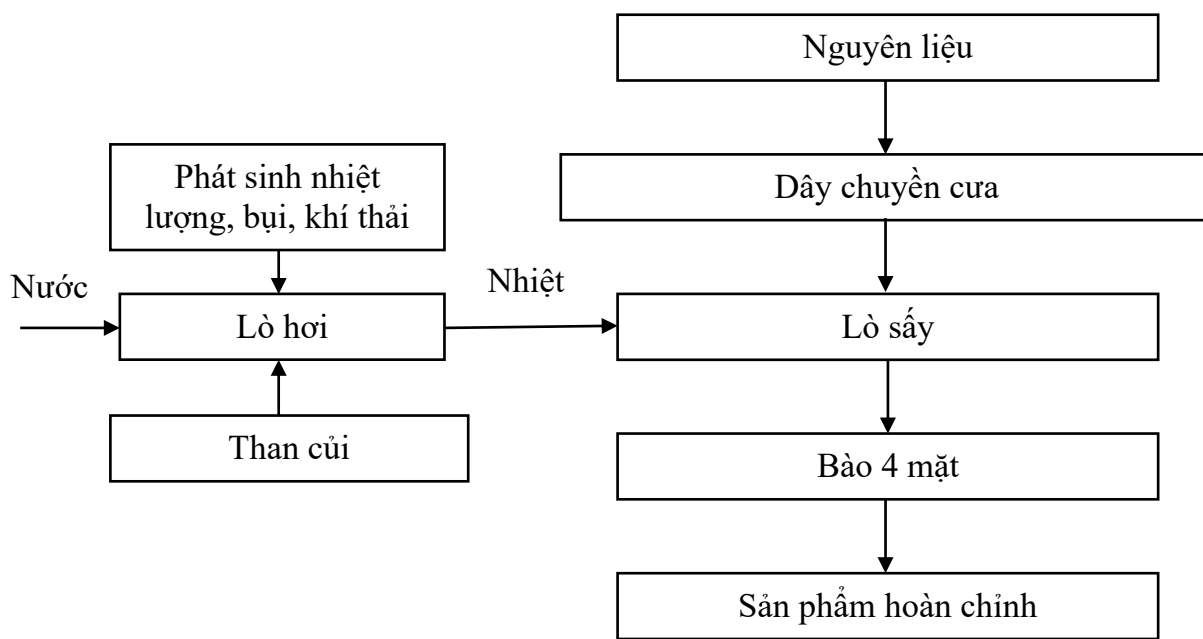 Nguyên liệu
Dây chuyền cưa
Phát sinh nhiệt
lượng, bụi, khí thải
Nước
Lò hơi
Nhiệt
Lò sấy
Than củi
Bào 4 mặt
Sản phẩm hoàn chỉnh